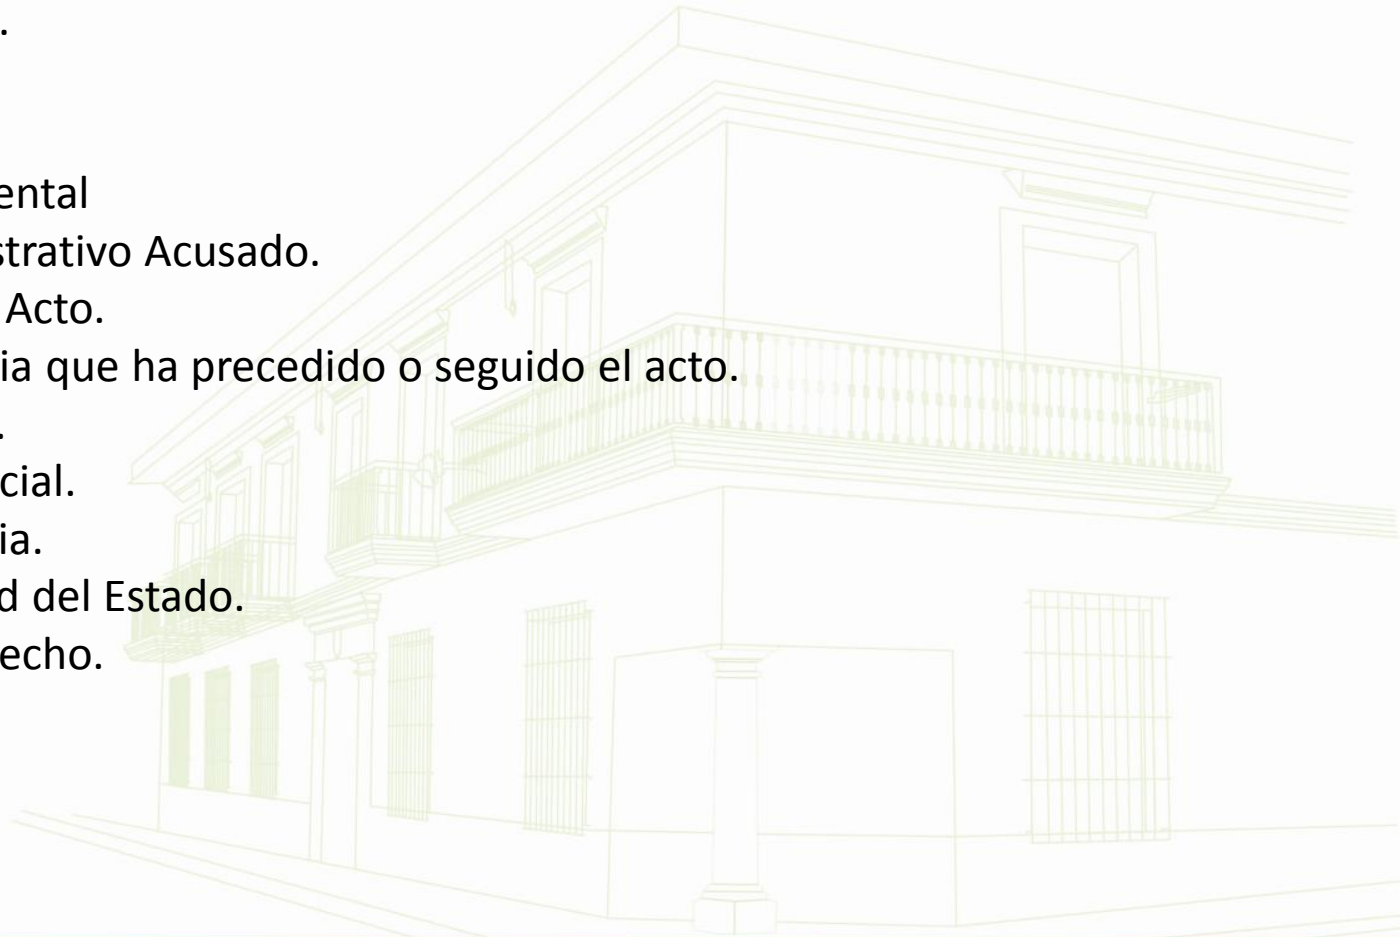 .
ental
strativo Acusado.
Acto.
ia que ha precedido o seguido el acto.
.
cial.
ia.
d del Estado.
echo.